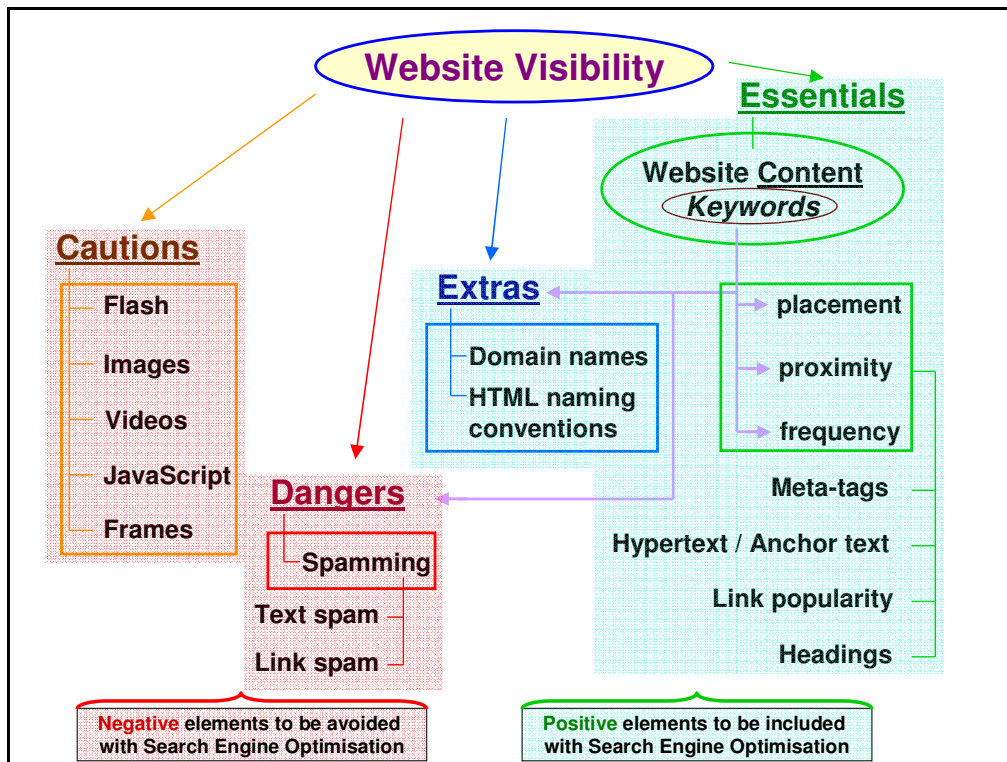 Website Visibility
Essentials
Website Content
Keywords
placement
proximity
frequency
Meta-tags
Hypertext / Anchor text
Link popularity
Headings
Cautions
Flash
Images
Videos
JavaScript
Frames
Extras
Domain names
HTML naming
conventions
Dangers
Spamming
Text spam
Link spam
Negative elements to be avoided
with Search Engine Optimisation
Positive elements to be included
with Search Engine Optimisation